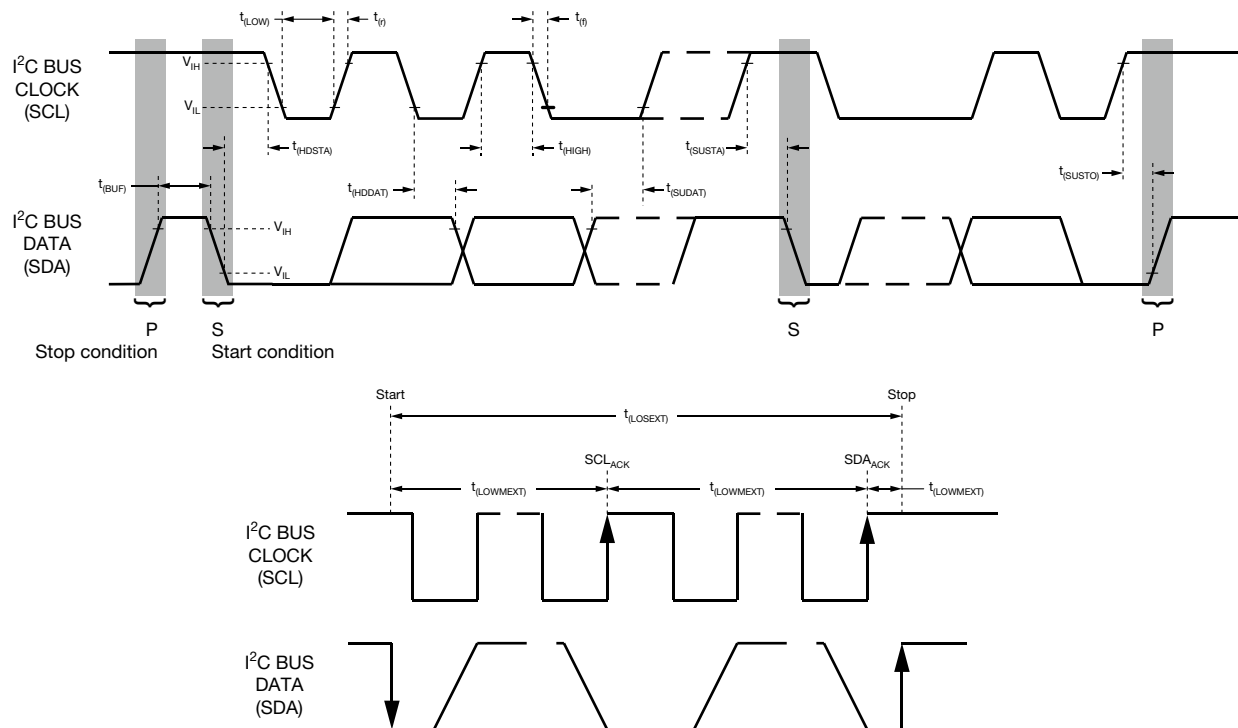 t(LOW)
t(r)
t(f)
I²C BUS
CLOCK
(SCL)
VIH
VIL
t(HDSTA)
t(HIGH)
t(SUSTA)
t(BUF)
t(HDDAT)
t(SUDAT)
t(SUSTO)
I²C BUS
DATA
(SDA)
VIH
VIL
P
S
S
P
Stop condition
Start condition
Start
Stop
t(LOSEXT)
SCLACK
SDAACK
t(LOWMEXT)
t(LOWMEXT)
t(LOWMEXT)
I²C BUS
CLOCK
(SCL)
I²C BUS
DATA
(SDA)